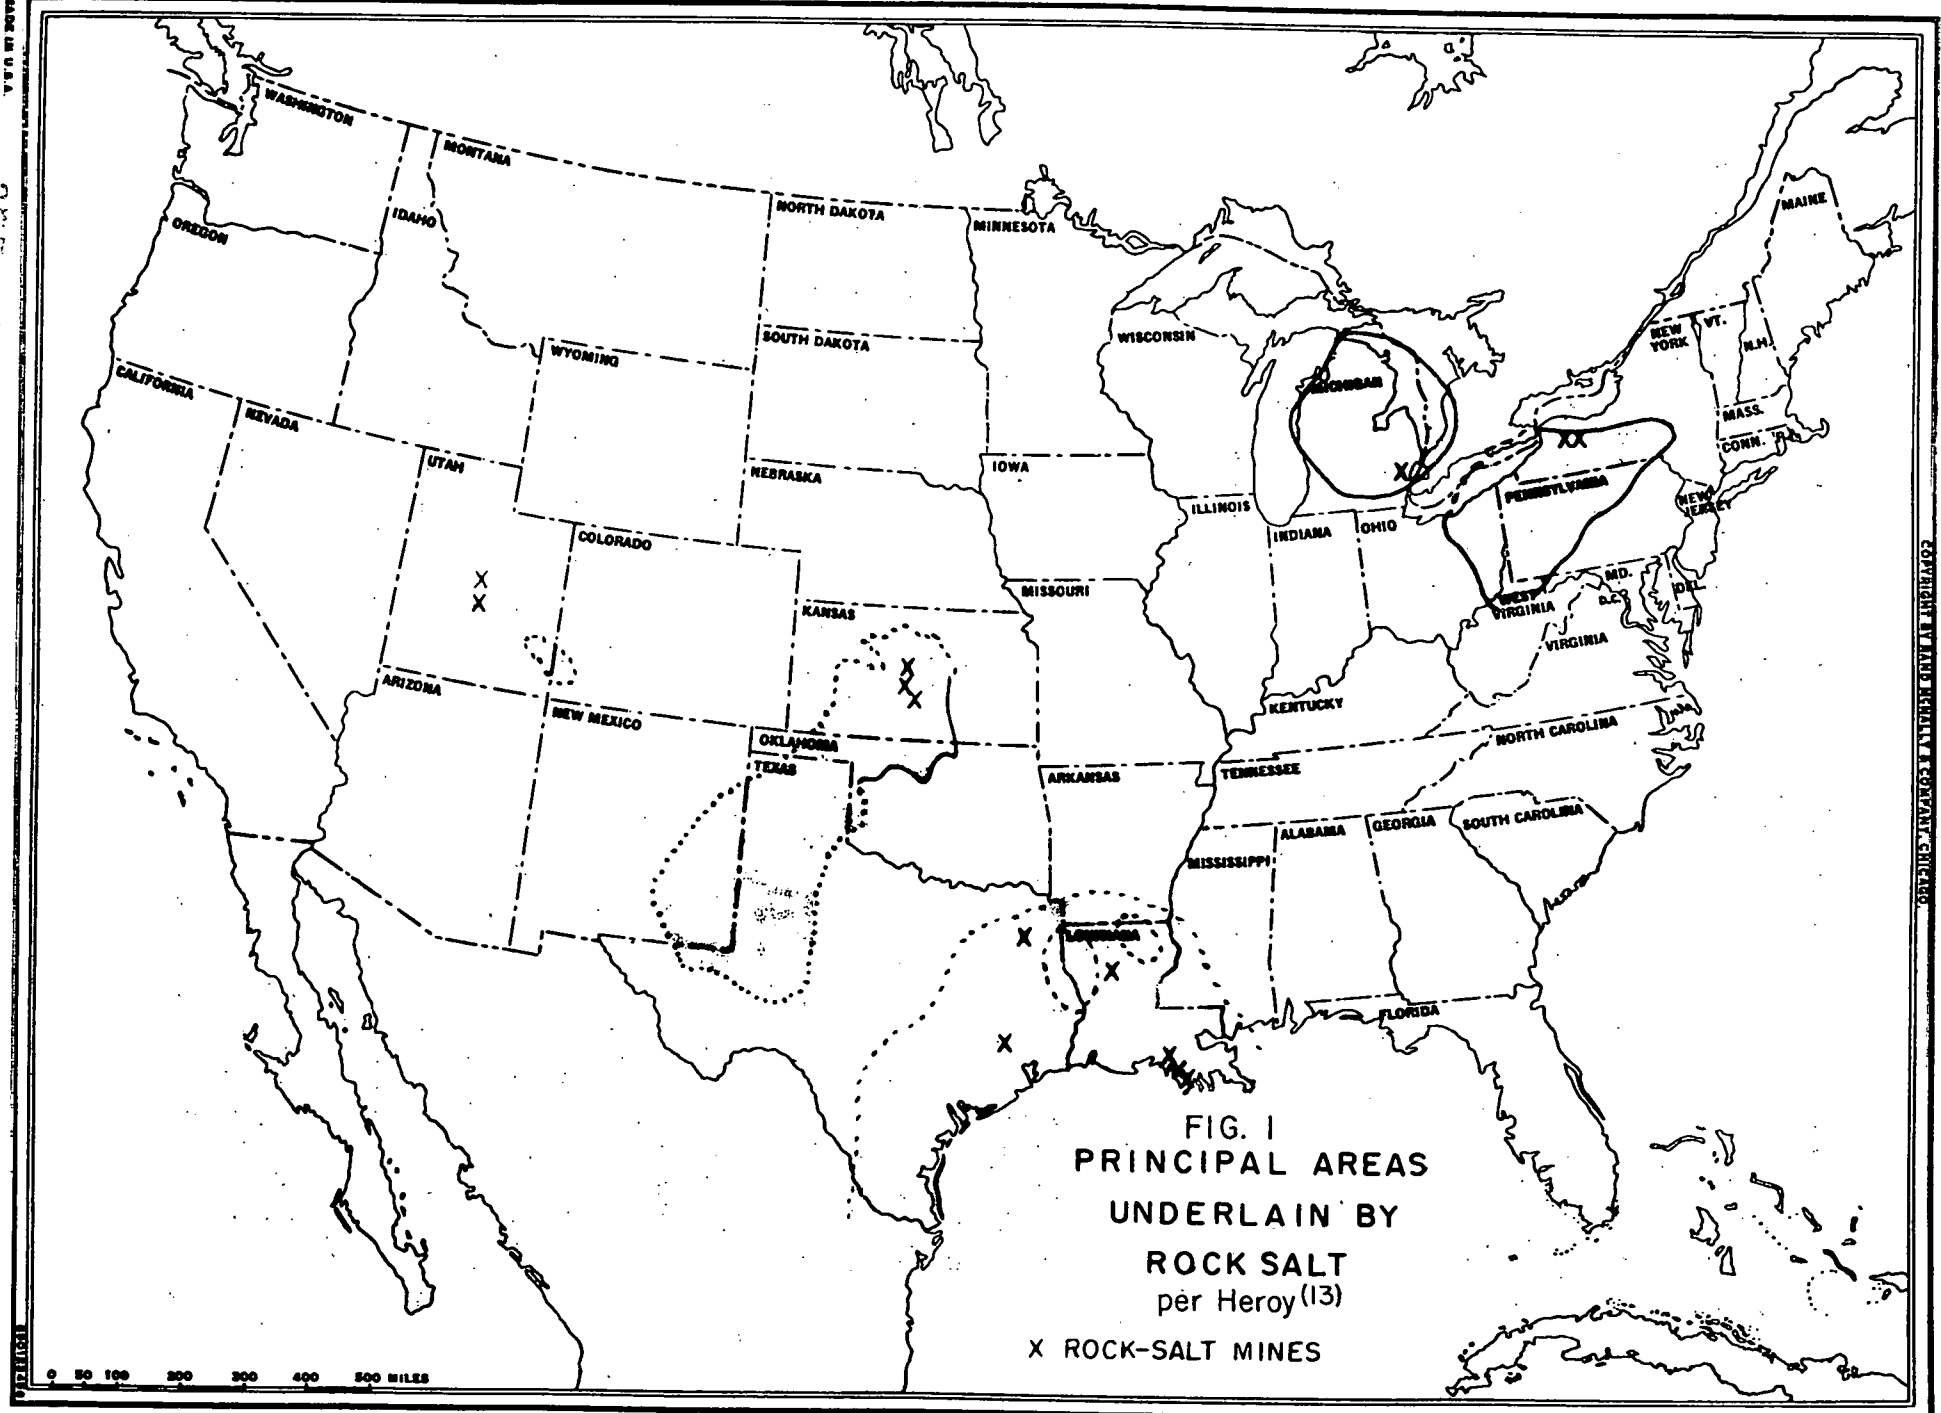 MADE IN U.S.A.
WASHINGTON
MONTANA
NORTH DAKOTA
MINNESOTA
MAINE
IDAHO
OREGON
WISCONSIN
SOUTH DAKOTA
NEW
YORK
VT.
N.H.
WYOMING
MICHIGAN
CALIFORNIA
NEVADA
MASS.
CONN.
UTAH
NEBRASKA
IOWA
ILLINOIS
PENNSYLVANIA
NEW
JERSEY
COLORADO
INDIANA
OHIO
MISSOURI
MD.
DEL.
D.C.
WEST
VIRGINIA
VIRGINIA
KANSAS
ARIZONA
NEW MEXICO
KENTUCKY
OKLAHOMA
NORTH CAROLINA
TEXAS
ARKANSAS
TENNESSEE
MISSISSIPPI
ALABAMA
GEORGIA
SOUTH CAROLINA
LOUISIANA
FLORIDA
FIG. 1
PRINCIPAL AREAS
UNDERLAIN BY
ROCK SALT
per Heroy (13)
X ROCK-SALT MINES
0 50 100 200 300 400 500 MILES
COPYRIGHT BY RAND MCNALLY & COMPANY, CHICAGO.